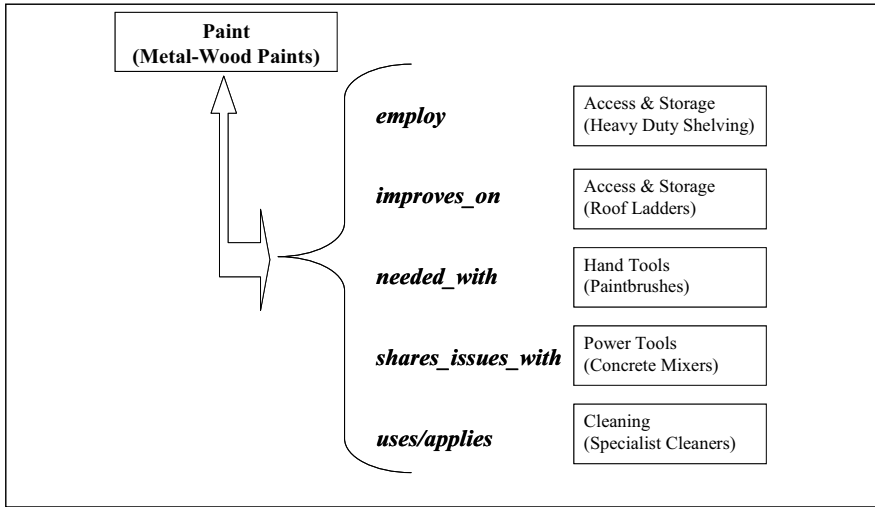 Paint
(Metal-Wood Paints)
employ
Access & Storage
(Heavy Duty Shelving)
improves_on
Access & Storage
(Roof Ladders)
needed_with
Hand Tools
(Paintbrushes)
shares_issues_with
Power Tools
(Concrete Mixers)
uses/applies
Cleaning
(Specialist Cleaners)